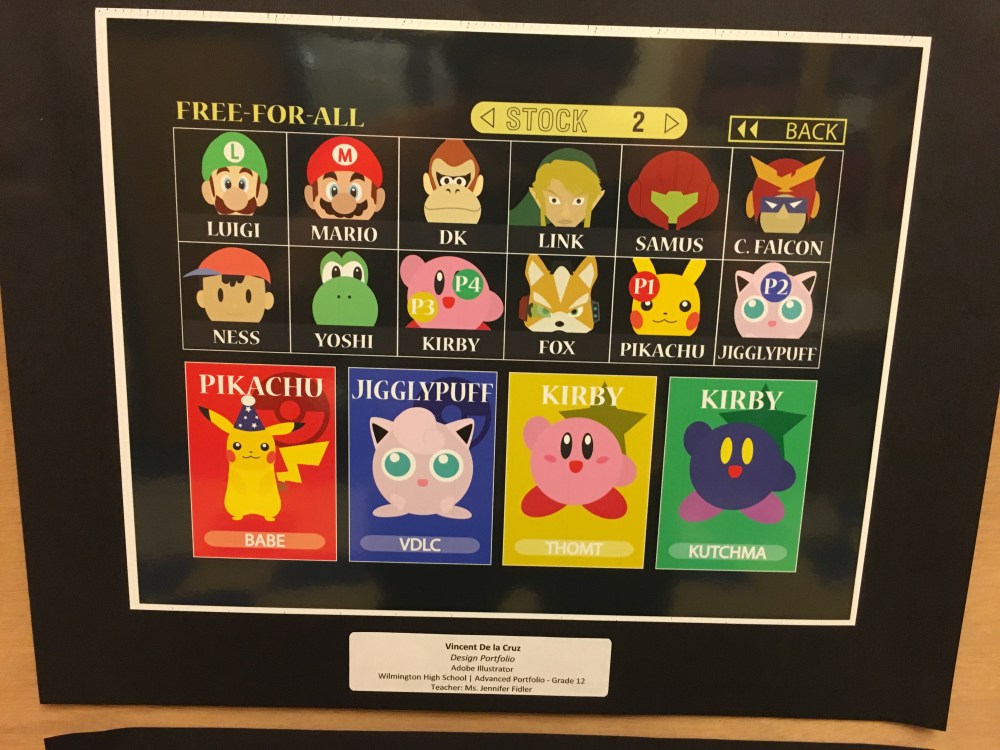 FREE-FOR-ALL
STOCK 2
BACK
L
M
LUIGI
MARIO
DK
LINK
SAMUS
C. FAICON
P3
P4
P1
P2
NESS
YOSHI
KIRBY
FOX
PIKACHU
JIGGLYPUFF
PIKACHU
JIGGLYPUFF
KIRBY
KIRBY
BABE
VDLC
THOMT
KUTCHMA
Vincent De la Cruz
Design Portfolio
Adobe Illustrator
Wilmington High School | Advanced Portfolio - Grade 12
Teacher: Ms. Jennifer Fidler